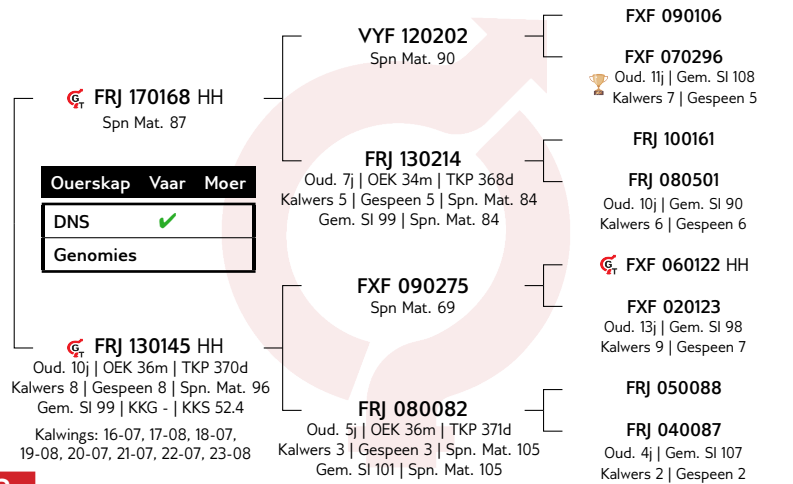 FRJ 170168 HH
Spn Mat. 87
Ouerskap Vaar Moer
DNS ✔
Genomies
FRJ 130145 HH
Oud. 10j | OEK 36m | TKP 370d
Kalwers 8 | Gespeen 8 | Spn. Mat. 96
Gem. SI 99 | KKG - | KKS 52.4
Kalwings: 16-07, 17-08, 18-07,
19-08, 20-07, 21-07, 22-07, 23-08
VYF 120202
Spn Mat. 90
FRJ 130214
Oud. 7j | OEK 34m | TKP 368d
Kalwers 5 | Gespeen 5 | Spn. Mat. 84
Gem. SI 99 | Spn. Mat. 84
FXF 090275
Spn Mat. 69
FRJ 080082
Oud. 5j | OEK 36m | TKP 371d
Kalwers 3 | Gespeen 3 | Spn. Mat. 105
Gem. SI 101 | Spn. Mat. 105
FXF 090106
FXF 070296
Oud. 11j | Gem. SI 108
Kalwers 7 | Gespeen 5
FRJ 100161
FRJ 080501
Oud. 10j | Gem. SI 90
Kalwers 6 | Gespeen 6
FXF 060122 HH
FXF 020123
Oud. 13j | Gem. SI 98
Kalwers 9 | Gespeen 7
FRJ 050088
FRJ 040087
Oud. 4j | Gem. SI 107
Kalwers 2 | Gespeen 2